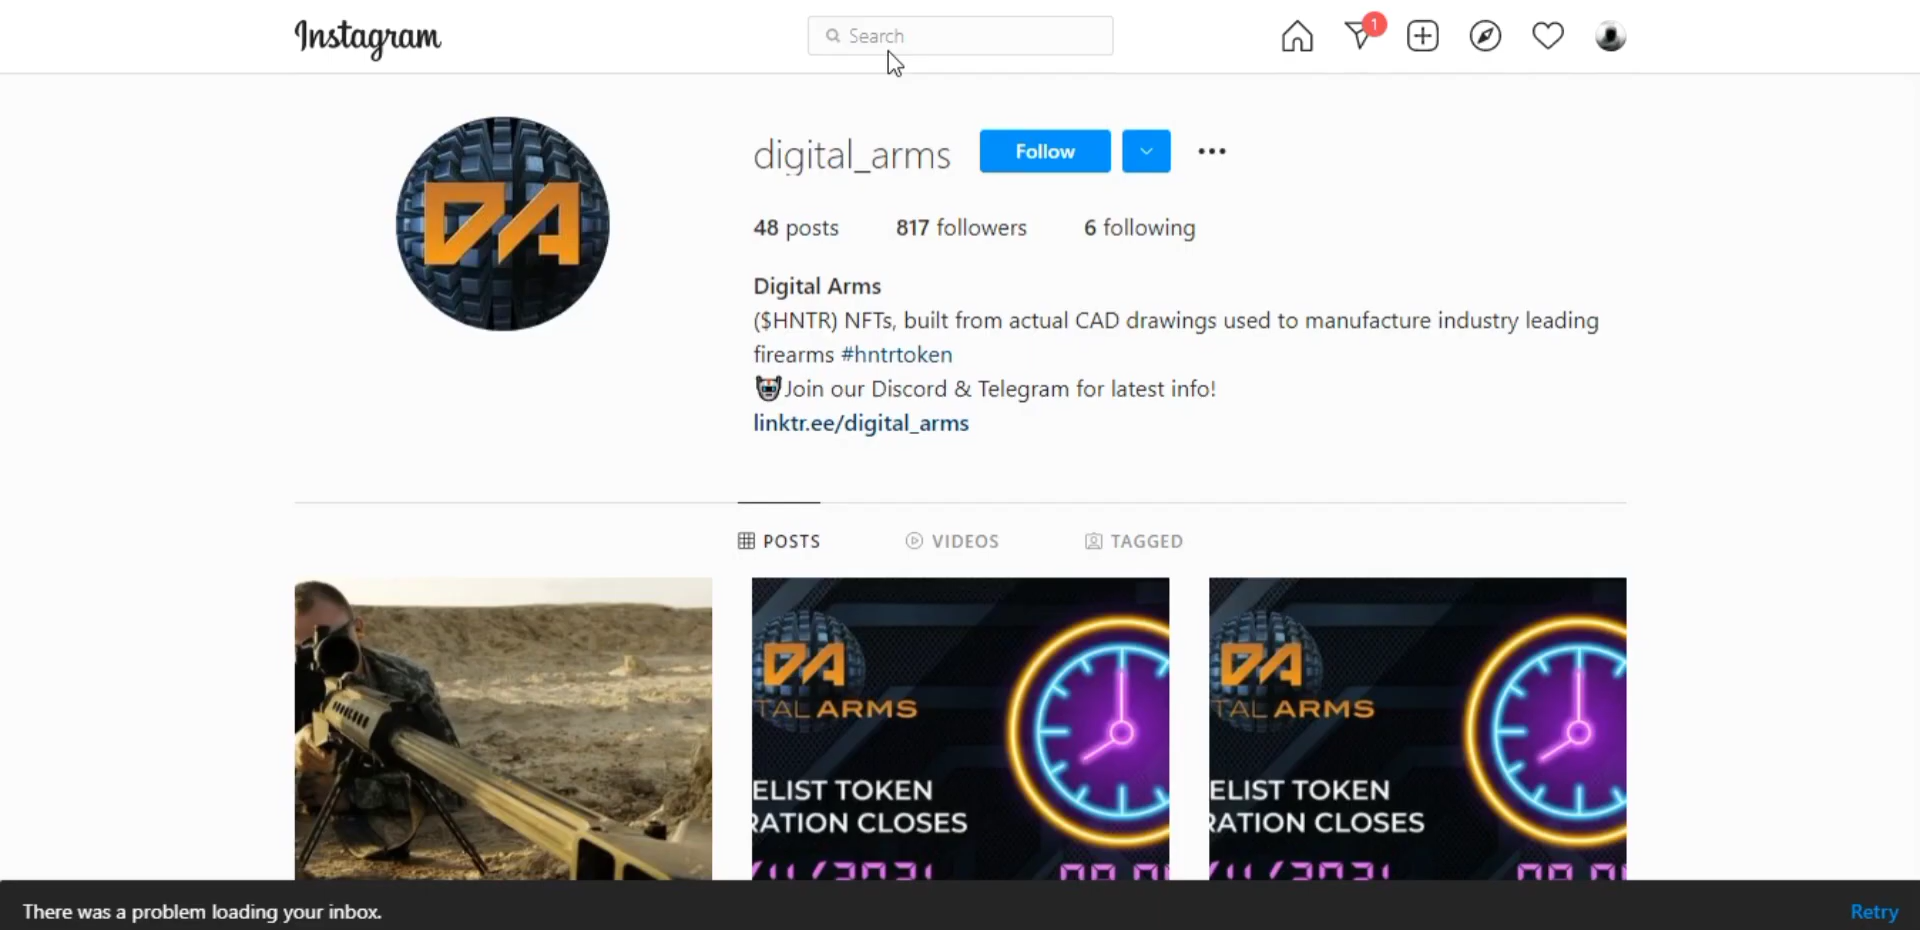 Instagram
Search
1
DA
digital_arms
Follow
48 posts
817 followers
6 following
Digital Arms
($HNTR) NFTs, built from actual CAD drawings used to manufacture industry leading
firearms #hntrtoken
Join our Discord & Telegram for latest info!
linktr.ee/digital_arms
POSTS
VIDEOS
TAGGED
DA
TAL ARMS
ELIST TOKEN
RATION CLOSES
DA
TAL ARMS
ELIST TOKEN
RATION CLOSES
There was a problem loading your inbox.
Retry